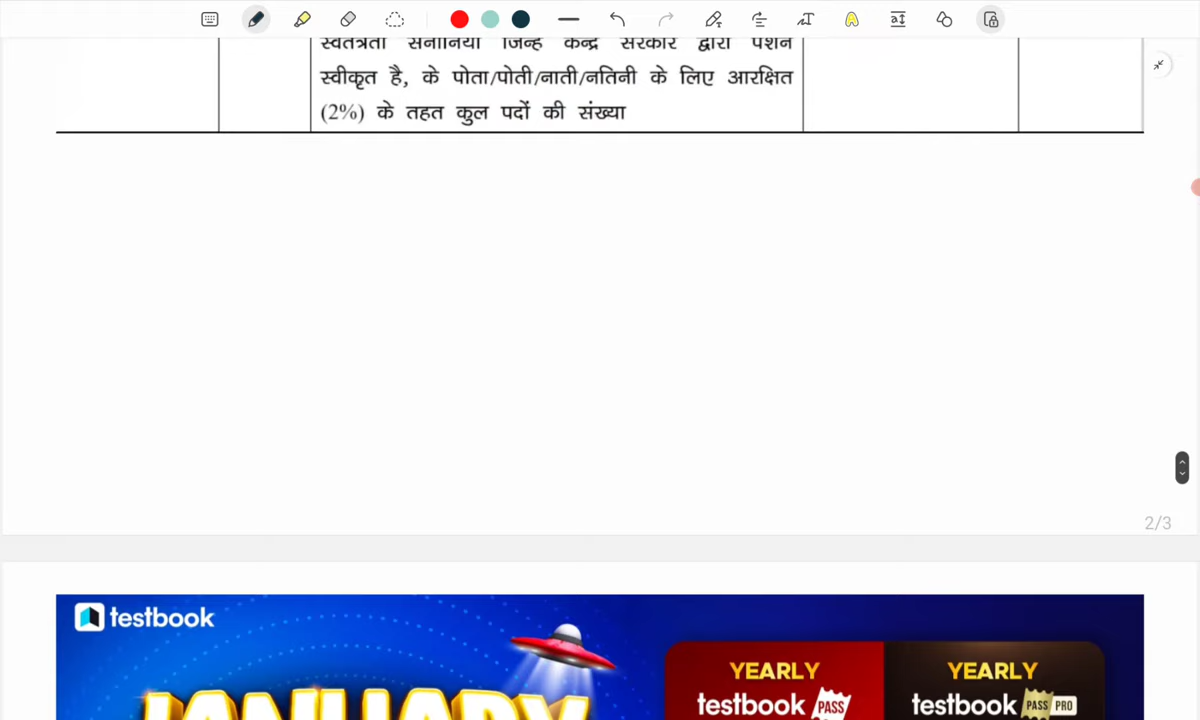 स्वतंत्रता सेनानियों जिन्हें केन्द्र सरकार द्वारा पेंशन
स्वीकृत है, के पोता/पोती/नाती/नतिनी के लिए आरक्षित
(2%) के तहत कुल पदों की संख्या
2/3
testbook
JANUARY
YEARLY
testbook PASS
YEARLY
testbook PASS PRO